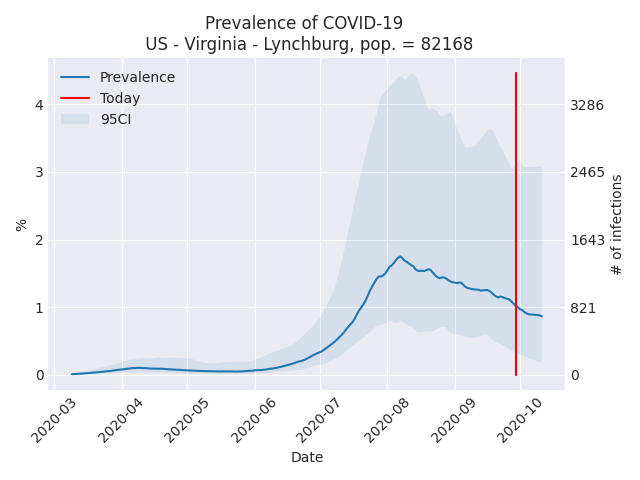 Prevalence of COVID-19
US - Virginia - Lynchburg, pop. = 82168
Prevalence
Today
95CI
4
3
2
1
0
%
3286
2465
1643
821
0
# of infections
2020-03
2020-04
2020-05
2020-06
2020-07
2020-08
2020-09
2020-10
Date